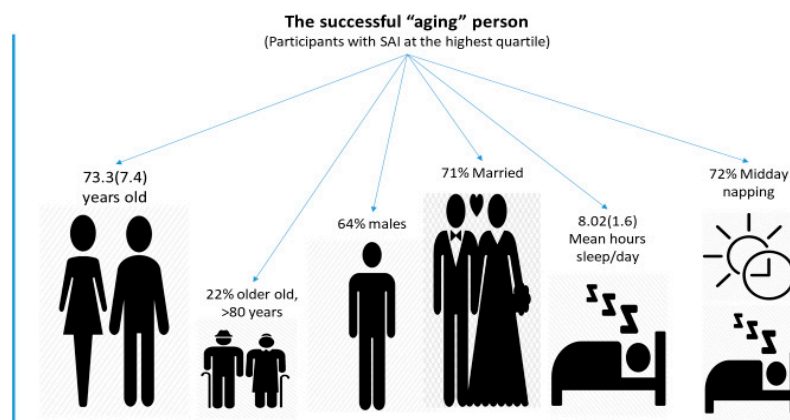 The successful “aging” person
(Participants with SAI at the highest quartile)
73.3(7.4)
years old
22% older old,
>80 years
64% males
71% Married
8.02(1.6)
Mean hours
sleep/day
72% Midday
napping